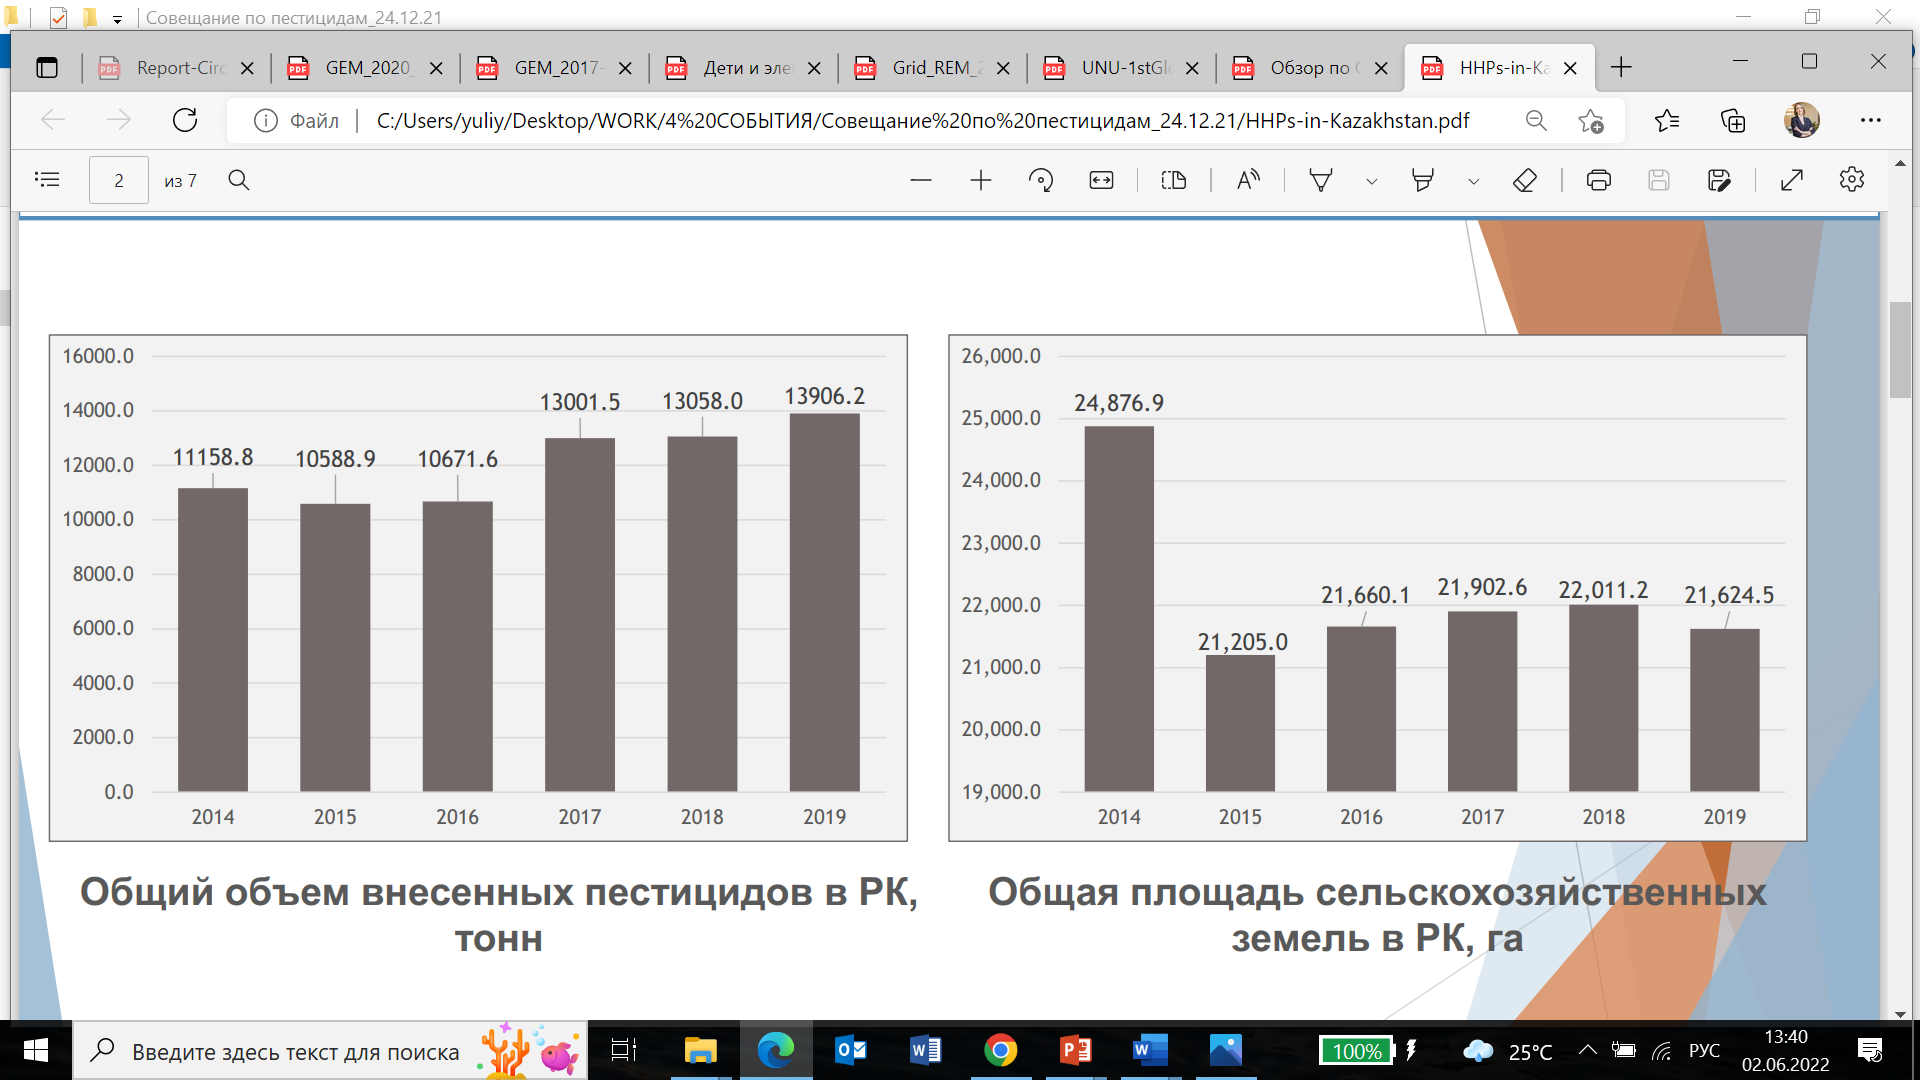 Совещание по пестицидам_24.12.21
Report-Circ
GEM_2020_
GEM_2017-
Дети и эле
Grid_REM_2
UNU-1stGl
Обзор по
HHPs-in-Ka
Файл
C:/Users/yuliy/Desktop/WORK/4%20СОБЫТИЯ/Совещание%20по%20пестицидам_24.12.21/HHPs-in-Kazakhstan.pdf
2 из 7
16000.0
14000.0
12000.0
10000.0
8000.0
6000.0
4000.0
2000.0
0.0
11158.8
10588.9
10671.6
13001.5
13058.0
13906.2
2014 2015 2016 2017 2018 2019
Общий объем внесенных пестицидов в РК,
тонн
26,000.0
25,000.0
24,000.0
23,000.0
22,000.0
21,000.0
20,000.0
19,000.0
24,876.9
21,205.0
21,660.1
21,902.6
22,011.2
21,624.5
2014 2015 2016 2017 2018 2019
Общая площадь сельскохозяйственных
земель в РК, га
Введите здесь текст для поиска
100%
25°C
РУС
13:40
02.06.2022